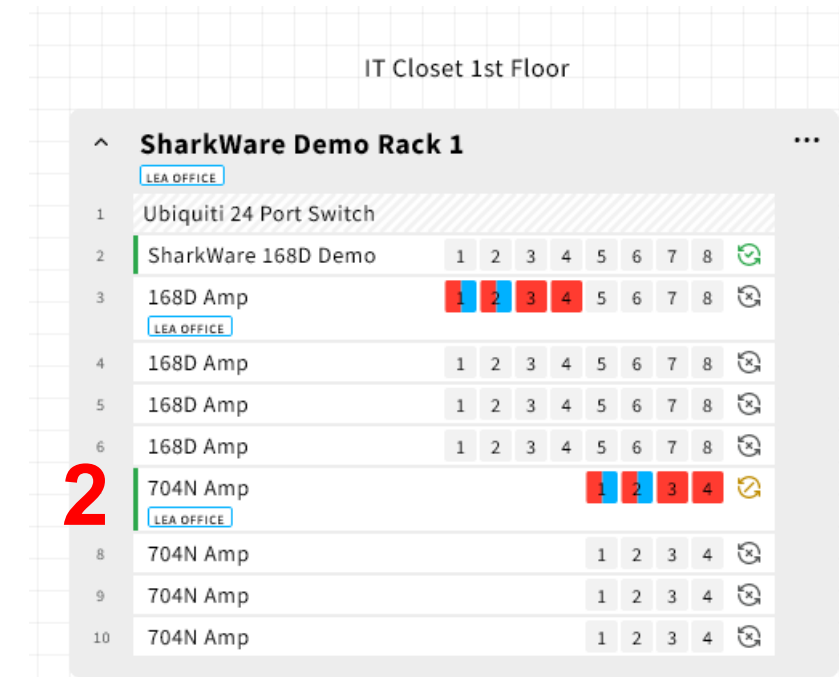 IT Closet 1st Floor
SharkWare Demo Rack 1
LEA OFFICE
1 Ubiquiti 24 Port Switch
2 SharkWare 168D Demo 1 2 3 4 5 6 7 8
3 168D Amp 1 2 3 4 5 6 7 8
LEA OFFICE
4 168D Amp 1 2 3 4 5 6 7 8
5 168D Amp 1 2 3 4 5 6 7 8
6 168D Amp 1 2 3 4 5 6 7 8
2 704N Amp 1 2 3 4
LEA OFFICE
8 704N Amp 1 2 3 4
9 704N Amp 1 2 3 4
10 704N Amp 1 2 3 4